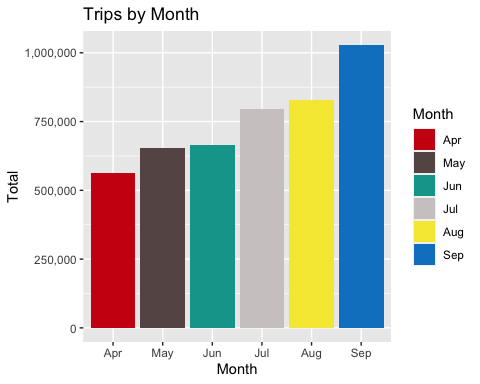 Trips by Month
1,000,000
750,000
500,000
250,000
0
Total
Apr May Jun Jul Aug Sep
Month
Month
Apr
May
Jun
Jul
Aug
Sep